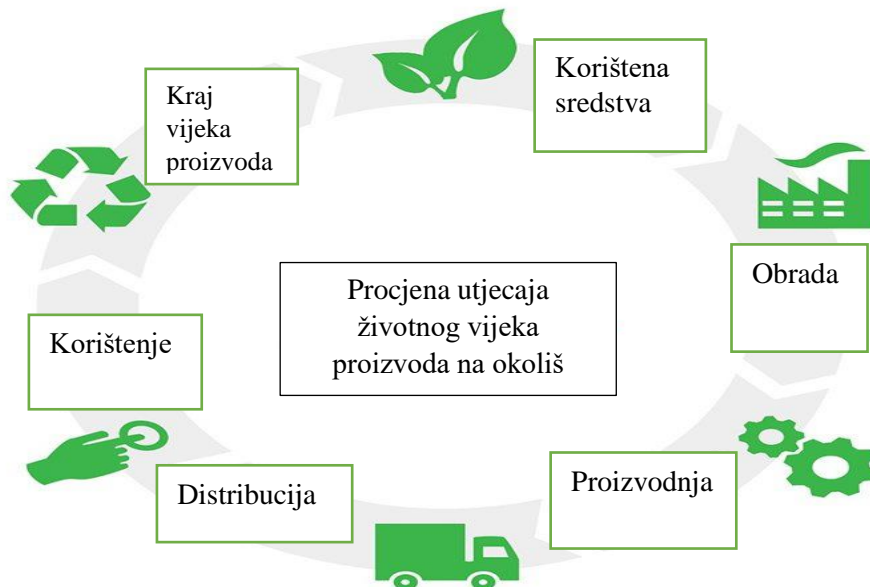 Korištena
sredstva
Obrada
Proizvodnja
Distribucija
Korištenje
Kraj
vijeka
proizvoda
Procjena utjecaja
životnog vijeka
proizvoda na okoliš